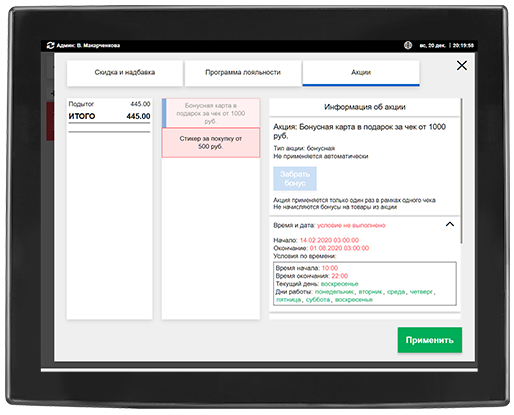 Админ: В. Макарченкова
вс, 20 дек. | 20:19:58
Скидка и надбавка
Программа лояльности
Акции
Подытог 445.00
ИТОГО 445.00
Бонусная карта в
подарок за чек от 1000
руб.
Стикер за покупку от
500 руб.
Информация об акции
Акция: Бонусная карта в подарок за чек от 1000
руб.
Тип акции: бонусная
Не применяется автоматически
Забрать
бонус
Акция применяется только один раз в рамках одного чека
Не начисляются бонусы на товары из акции
Время и дата: условие не выполнено
Начало: 14.02.2020 03:00:00
Окончание: 01.08.2020 03:00:00
Условия по времени:
Время начала: 10:00
Время окончания: 22:00
Текущий день: воскресенье
Дни работы: понедельник, вторник, среда, четверг,
пятница, суббота, воскресенье
Применить